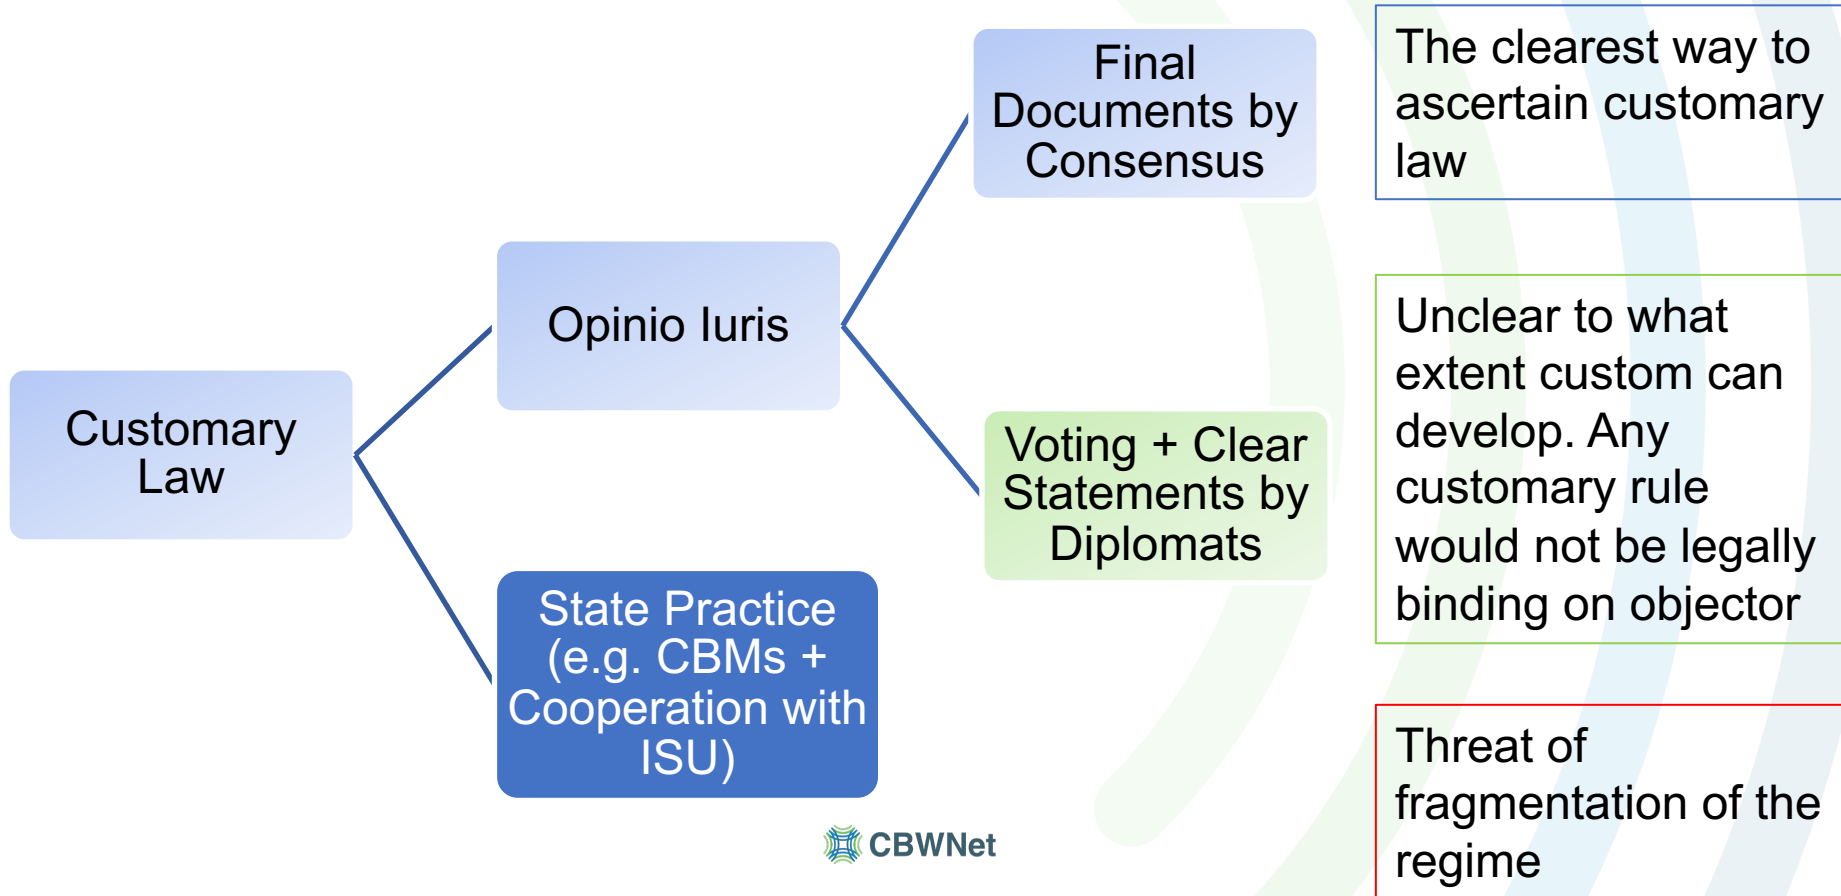 Customary
Law
Opinio Iuris
State Practice
(e.g. CBMs +
Cooperation with
ISU)
Final
Documents by
Consensus
Voting + Clear
Statements by
Diplomats
The clearest way to
ascertain customary
law
Unclear to what
extent custom can
develop. Any
customary rule
would not be legally
binding on objector
Threat of
fragmentation of the
regime
CBWNet